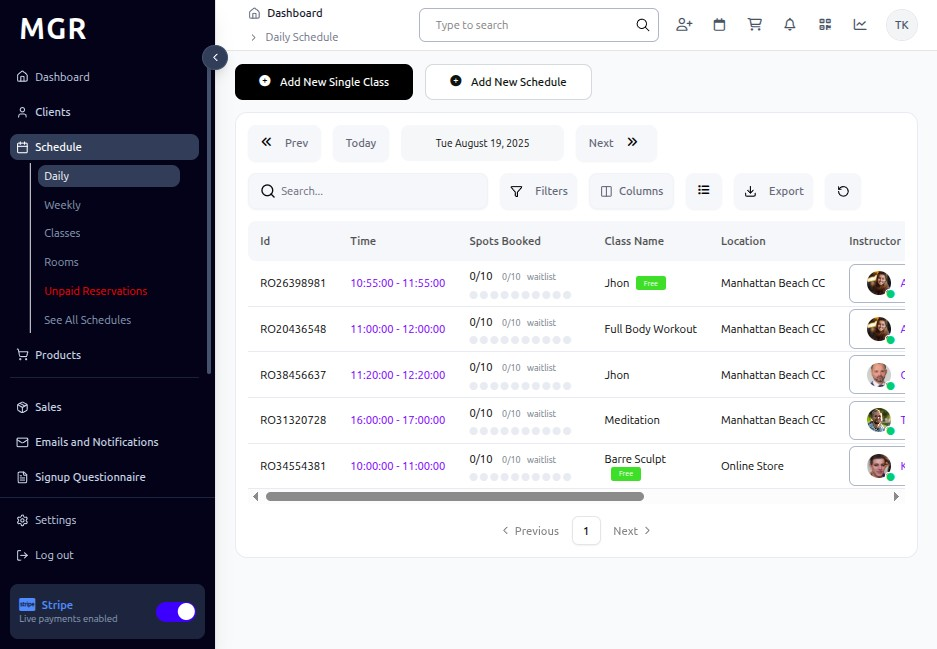 MGR
Dashboard
Clients
Schedule
Daily
Weekly
Classes
Rooms
Unpaid Reservations
See All Schedules
Products
Sales
Emails and Notifications
Signup Questionnaire
Settings
Log out
stripe Stripe
Live payments enabled
Dashboard
Daily Schedule
Type to search
TK
Add New Single Class
Add New Schedule
Prev
Today
Tue August 19, 2025
Next
Search...
Filters
Columns
Export
Id Time Spots Booked Class Name Location Instructor
RO26398981 10:55:00 - 11:55:00 0/10 0/10 waitlist Jhon Free Manhattan Beach CC A
RO20436548 11:00:00 - 12:00:00 0/10 0/10 waitlist Full Body Workout Manhattan Beach CC A
RO38456637 11:20:00 - 12:20:00 0/10 0/10 waitlist Jhon Manhattan Beach CC
RO31320728 16:00:00 - 17:00:00 0/10 0/10 waitlist Meditation Manhattan Beach CC T
RO34554381 10:00:00 - 11:00:00 0/10 0/10 waitlist Barre Sculpt Free Online Store K
Previous 1 Next